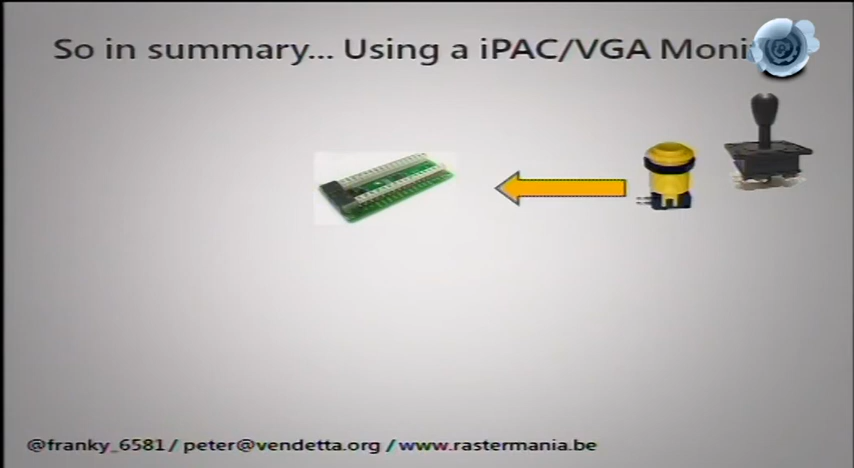 So in summary... Using a iPAC/VGA Moni
@franky_6581/ peter@vendetta.org /www.rastermania.be